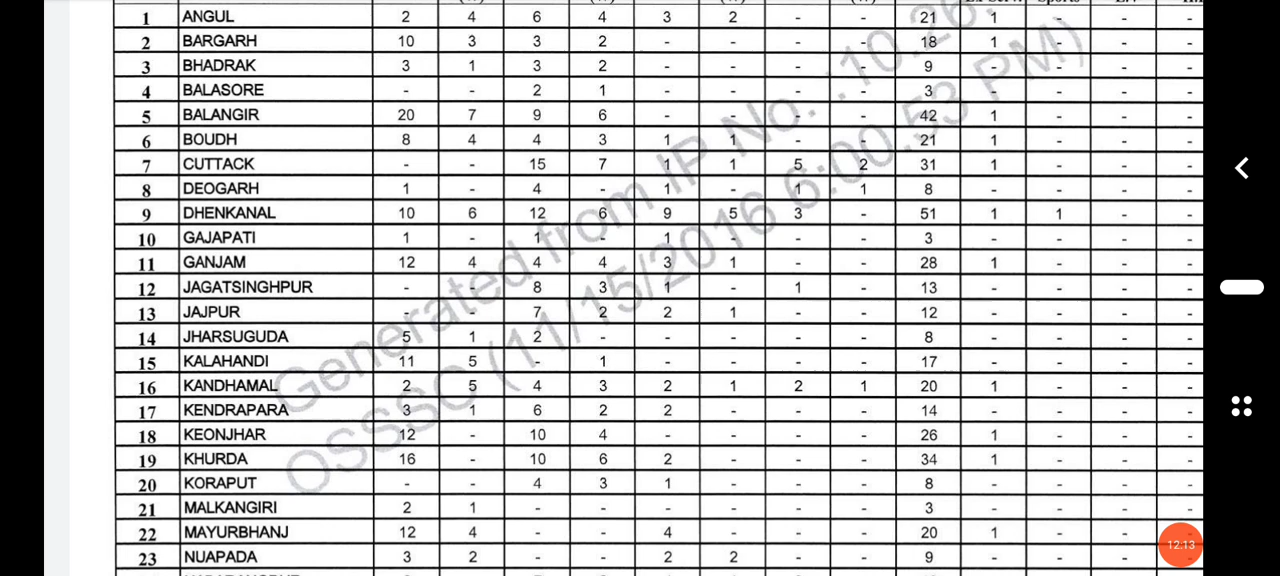 1 ANGUL 2 4 6 4 3 2 - - 21 1 - - -
2 BARGARH 10 3 3 2 - - - - 18 1 - - -
3 BHADRAK 3 1 3 2 - - - - 9 - - - -
4 BALASORE - - 2 1 - - - - 3 - - - -
5 BALANGIR 20 7 9 6 - - - - 42 1 - - -
6 BOUDH 8 4 4 3 1 1 - - 21 1 - - -
7 CUTTACK - - 15 7 1 1 5 2 31 1 - - -
8 DEOGARH 1 - 4 - 1 - 1 1 8 - - - -
9 DHENKANAL 10 6 12 6 9 5 3 - 51 1 1 - -
10 GAJAPATI 1 - 1 - 1 - - - 3 - - - -
11 GANJAM 12 4 4 4 3 1 - - 28 1 - - -
12 JAGATSINGHPUR - - 8 3 1 - 1 - 13 - - - -
13 JAJPUR - - 7 2 2 1 - - 12 - - - -
14 JHARSUGUDA 5 1 2 - - - - - 8 - - - -
15 KALAHANDI 11 5 - 1 - - - - 17 - - - -
16 KANDHAMAL 2 5 4 3 2 1 2 1 20 1 - - -
17 KENDRAPARA 3 1 6 2 2 - - - 14 - - - -
18 KEONJHAR 12 - 10 4 - - - - 26 1 - - -
19 KHURDA 16 - 10 6 2 - - - 34 1 - - -
20 KORAPUT - - 4 3 1 - - - 8 - - - -
21 MALKANGIRI 2 1 - - - - - - 3 - - - -
22 MAYURBHANJ 12 4 - - 4 - - - 20 1 - - -
23 NUAPADA 3 2 - - 2 2 - - 9 - - - -
Generated from IP No. :10.26.
OSSSC (11/15/2016 6:00:53 PM)
12:13